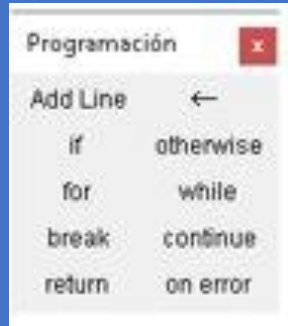 Programación x
Add Line ←
if otherwise
for while
break continue
return on error